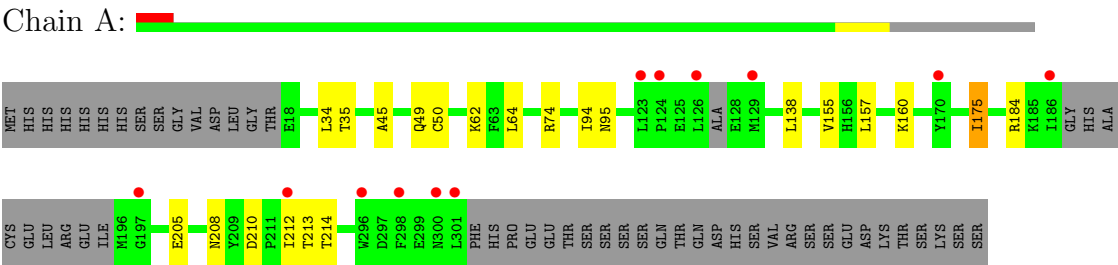 Chain A:
MET HIS HIS HIS HIS HIS HIS SER SER GLY VAL ASP LEU GLY THR E18 L34 T35 A45 Q49 C50 K62 F63 L64 R74 I94 N95 L123 P124 E125 L126 ALA E128 M129 L138 V155 H156 L157 K160 Y170 I175 R184 K185 I186 GLY HIS ALA
CYS GLU LEU ARG GLU ILE M196 G197 E205 N208 Y209 D210 P211 I212 T213 T214 W296 D297 F298 E299 N300 L301 PHE HIS PRO GLU GLU THR SER SER SER SER GLN THR GLN ASP HIS SER VAL ARG SER SER GLU ASP LYS THR SER LYS SER SER